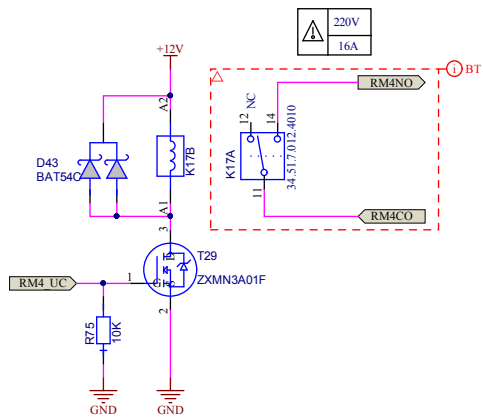 220V
16A
+12V
i
BT
RM4NO
A2
NC
12
14
D43
BAT54C
K17B
K17A
34.51.7.012.4010
11
A1
RM4CO
3
T29
ZXMN3A01F
RM4_UC
1
G
2
R75
10K
GND
GND